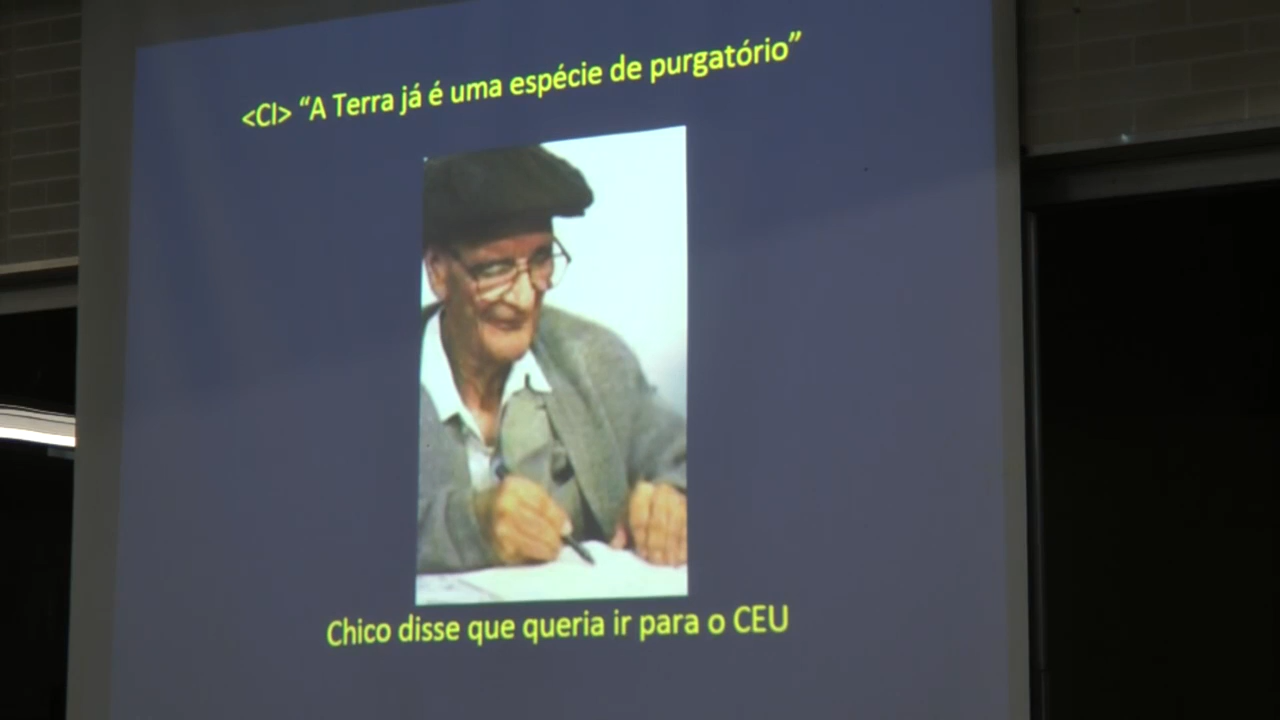 <CI> “A Terra já é uma espécie de purgatório”
Chico disse que queria ir para o CEU